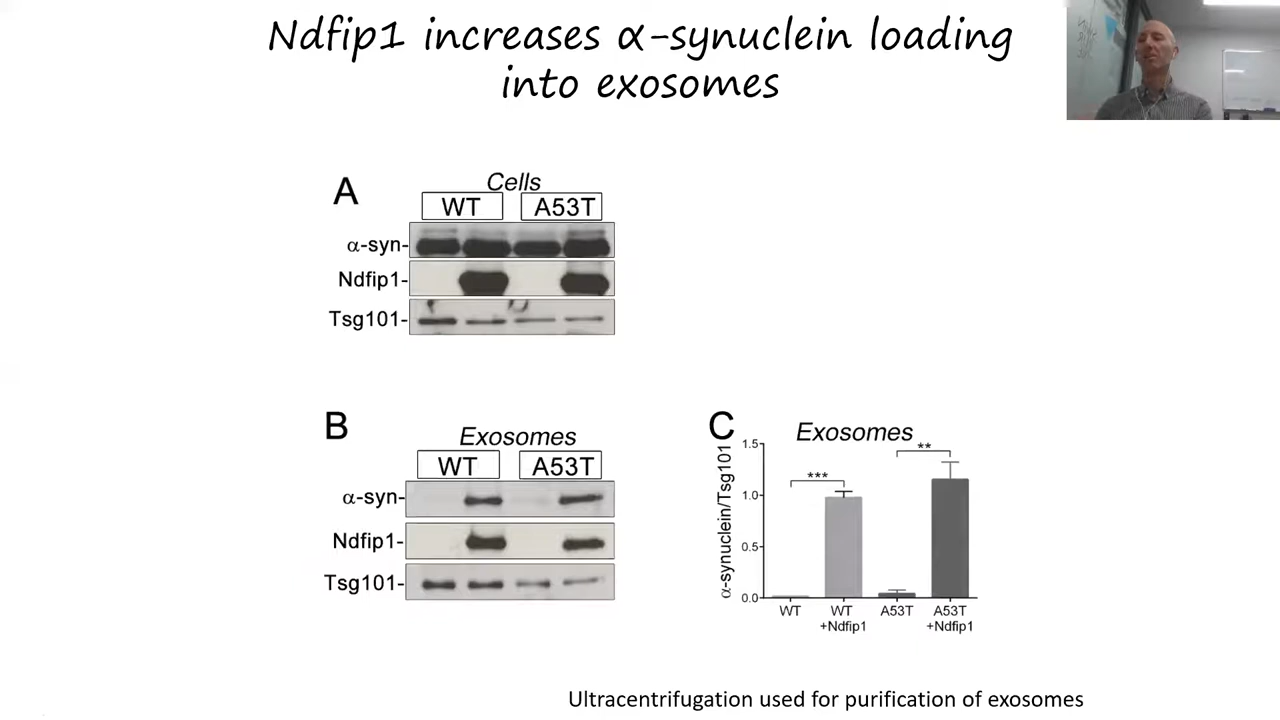 Ndfip1 increases α-synuclein loading
into exosomes
A
Cells
WT A53T
α-syn-
Ndfip1-
Tsg101-
B
Exosomes
WT A53T
α-syn-
Ndfip1-
Tsg101-
C
Exosomes
α-synuclein/Tsg101
1.5
1.0
0.5
0.0
***
**
WT WT A53T A53T
+Ndfip1 +Ndfip1
Ultracentrifugation used for purification of exosomes